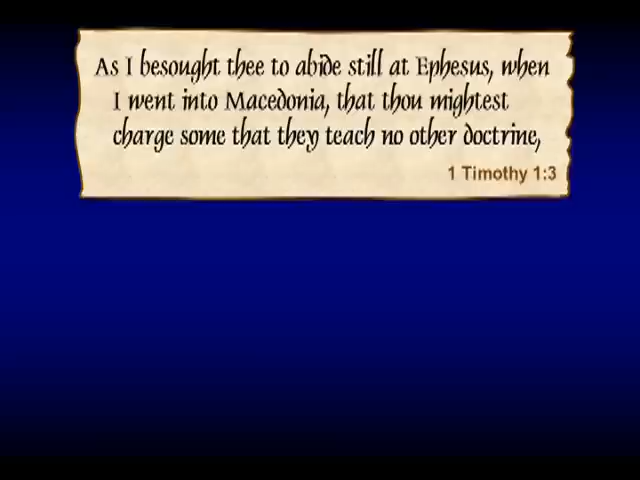 As I besought thee to abide still at Ephesus, when
I went into Macedonia, that thou mightest
charge some that they teach no other doctrine,
1 Timothy 1:3